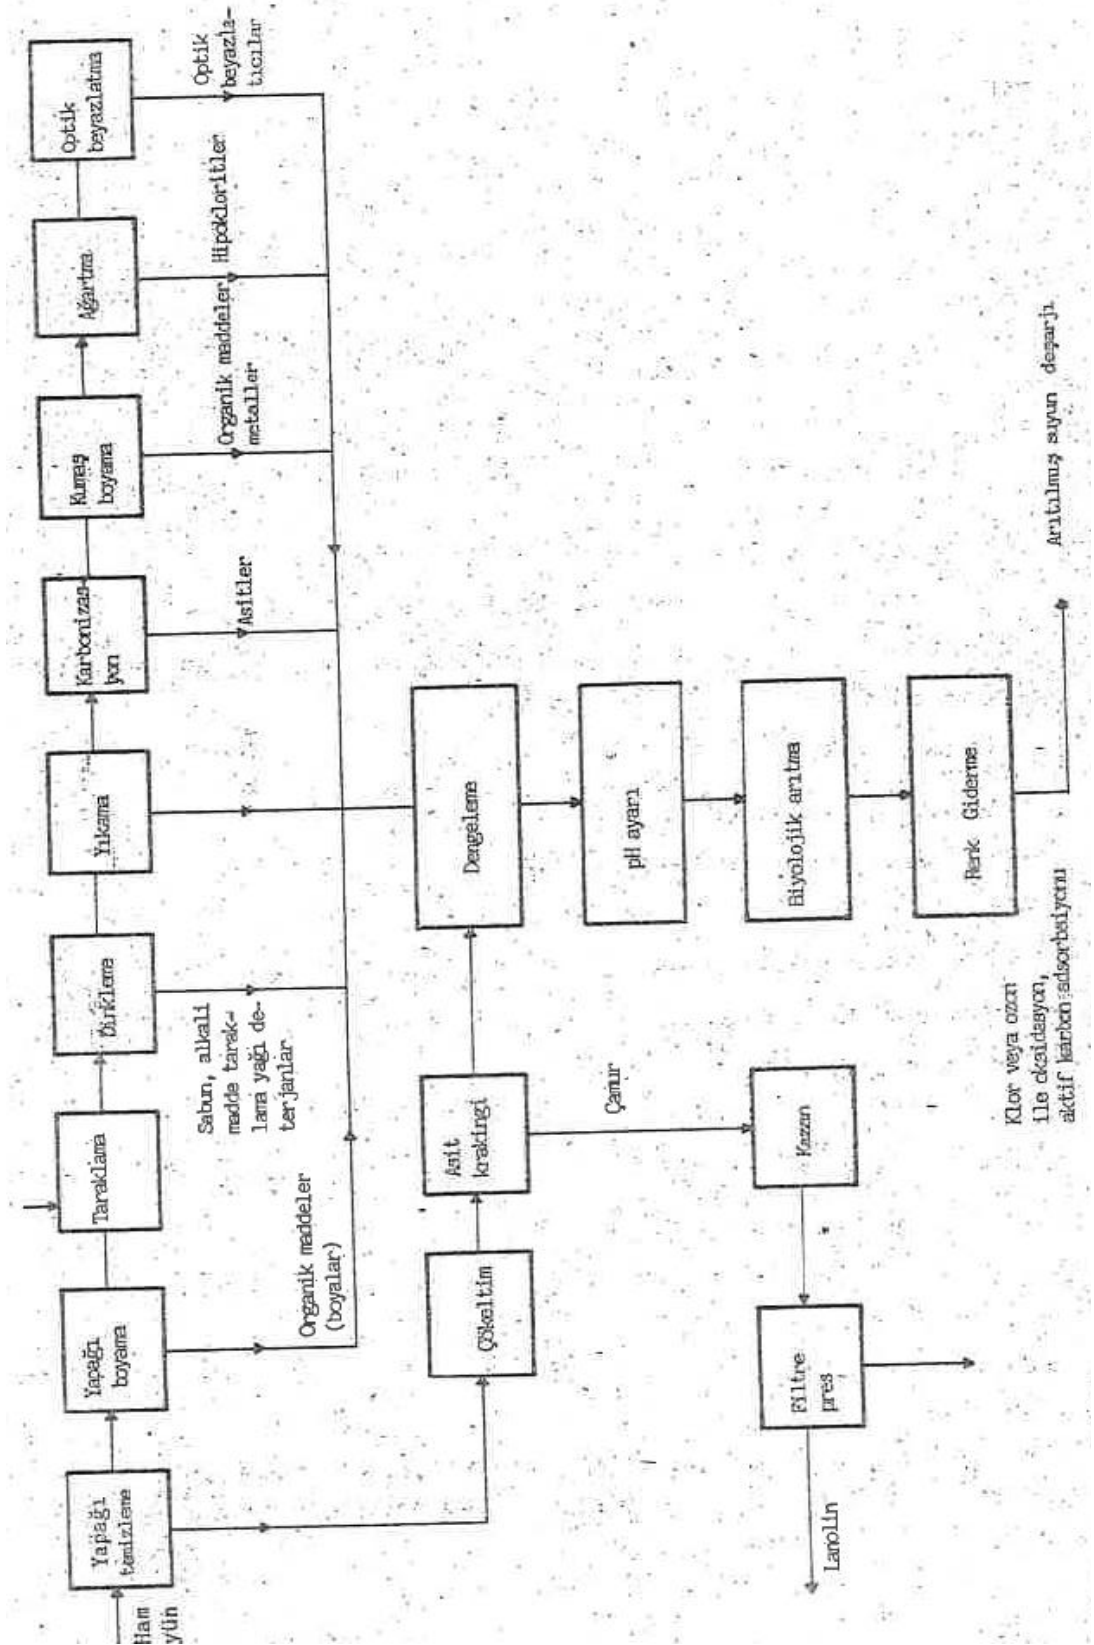 Ham
yün
Yapağı
temizleme
Yapağı
boyama
Taraklama
Dinkleme
Yıkama
Karbonizas-
yon
Kumaş
boyama
Ağartma
Optik
beyazlatma
Organik maddeler
(boyalar)
Sabun, alkali
madde tarak-
lama yağı de-
terjanlar
Asitler
Organik maddeler
metaller
Hipokloritler
Optik
beyazla-
tıcılar
Çökeltim
Asit
krakingi
Dengeleme
Çamur
pH ayarı
Lanolin
Filtre
pres
Kazan
Biyolojik arıtma
Renk Giderme
Klor veya ozon
ile oksidasyon,
aktif karbon adsorbsiyonu
Arıtılmış suyun deşarjı